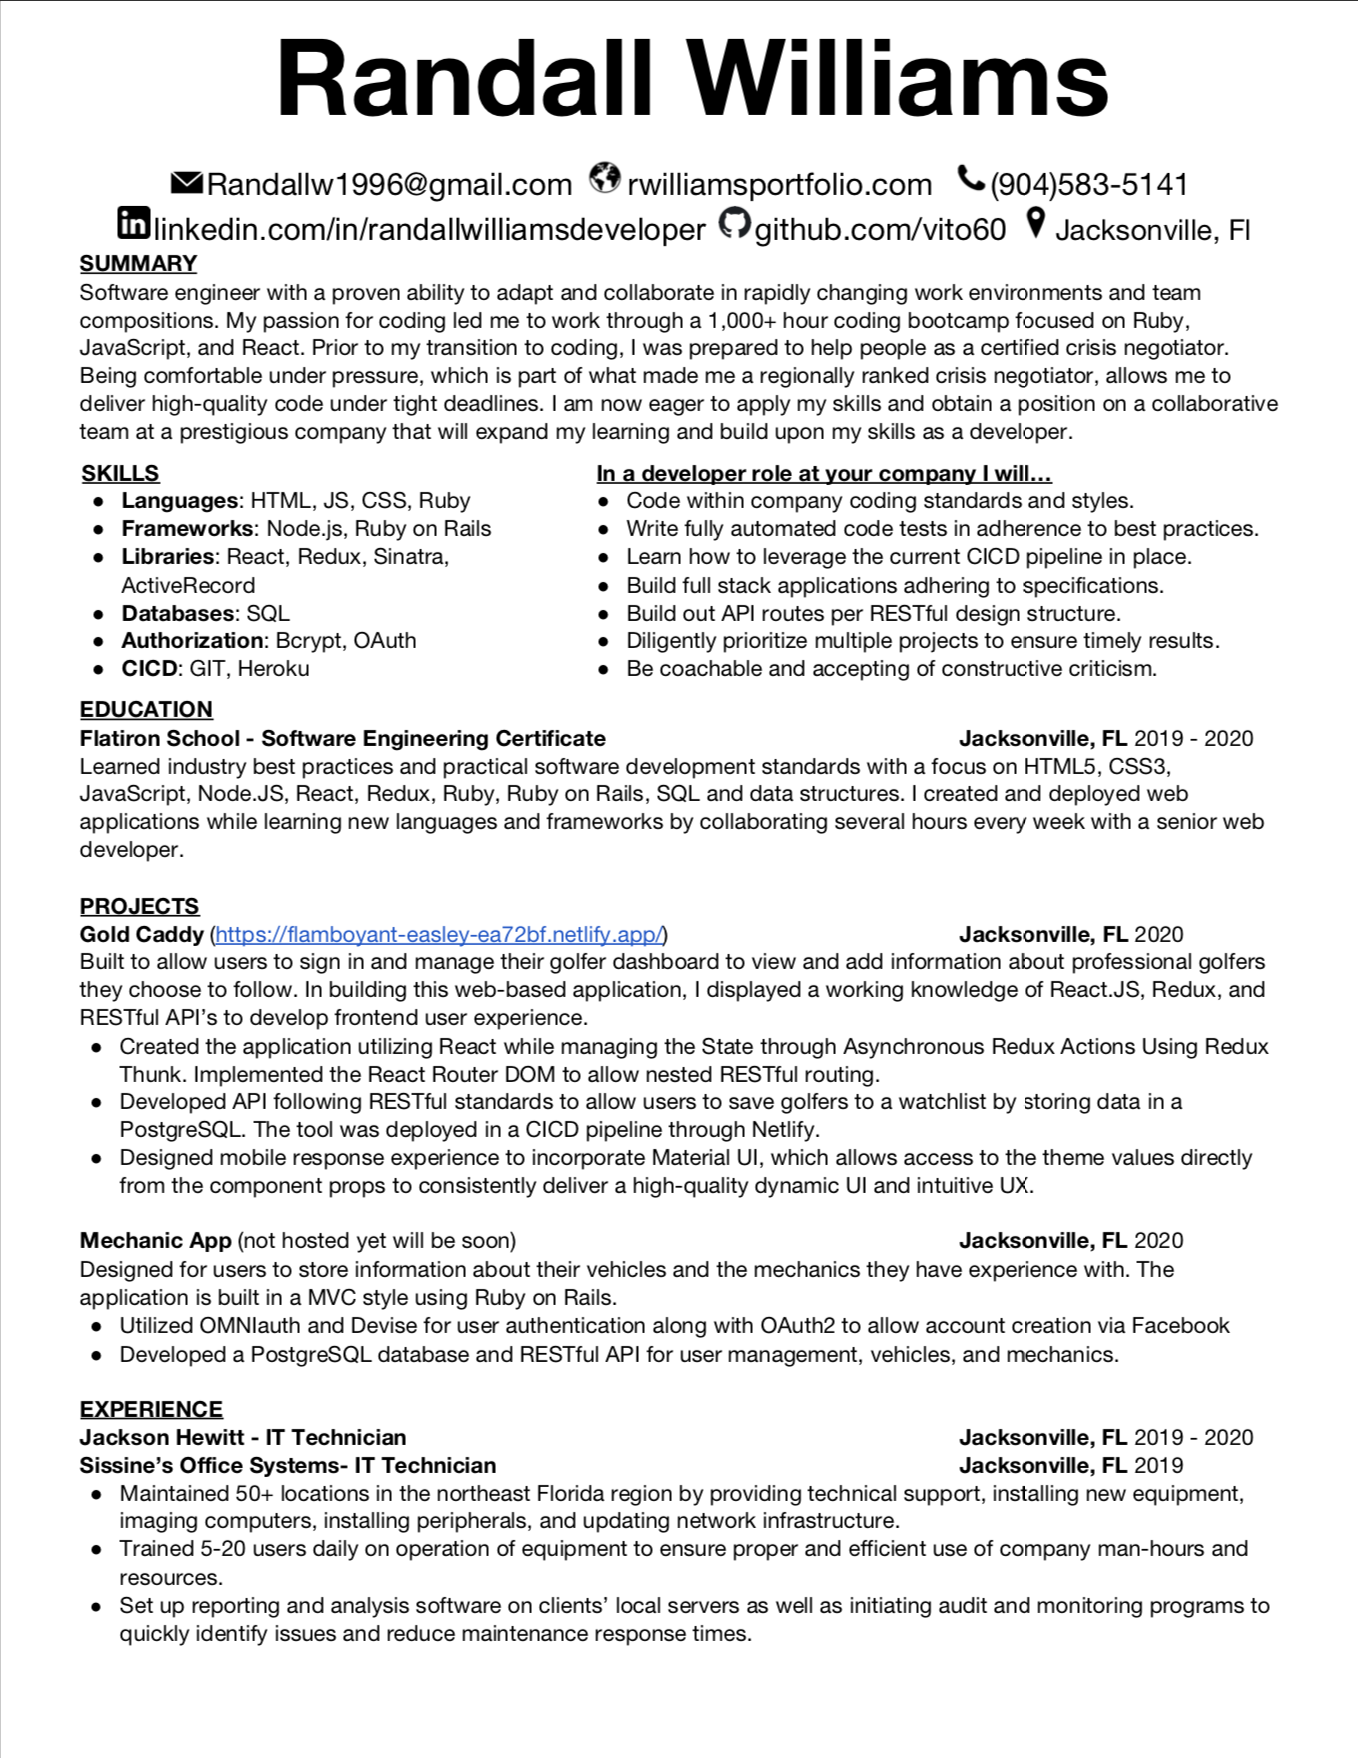 Randall Williams
Randallw1996@gmail.com rwilliamsportfolio.com (904)583-5141
linkedin.com/in/randallwilliamsdeveloper github.com/vito60 Jacksonville, Fl
SUMMARY
Software engineer with a proven ability to adapt and collaborate in rapidly changing work environments and team
compositions. My passion for coding led me to work through a 1,000+ hour coding bootcamp focused on Ruby,
JavaScript, and React. Prior to my transition to coding, I was prepared to help people as a certified crisis negotiator.
Being comfortable under pressure, which is part of what made me a regionally ranked crisis negotiator, allows me to
deliver high-quality code under tight deadlines. I am now eager to apply my skills and obtain a position on a collaborative
team at a prestigious company that will expand my learning and build upon my skills as a developer.
SKILLS
● Languages: HTML, JS, CSS, Ruby
● Frameworks: Node.js, Ruby on Rails
● Libraries: React, Redux, Sinatra,
ActiveRecord
● Databases: SQL
● Authorization: Bcrypt, OAuth
● CICD: GIT, Heroku
In a developer role at your company I will…
● Code within company coding standards and styles.
● Write fully automated code tests in adherence to best practices.
● Learn how to leverage the current CICD pipeline in place.
● Build full stack applications adhering to specifications.
● Build out API routes per RESTful design structure.
● Diligently prioritize multiple projects to ensure timely results.
● Be coachable and accepting of constructive criticism.
EDUCATION
Flatiron School - Software Engineering Certificate Jacksonville, FL 2019 - 2020
Learned industry best practices and practical software development standards with a focus on HTML5, CSS3,
JavaScript, Node.JS, React, Redux, Ruby, Ruby on Rails, SQL and data structures. I created and deployed web
applications while learning new languages and frameworks by collaborating several hours every week with a senior web
developer.
PROJECTS
Gold Caddy (https://flamboyant-easley-ea72bf.netlify.app/) Jacksonville, FL 2020
Built to allow users to sign in and manage their golfer dashboard to view and add information about professional golfers
they choose to follow. In building this web-based application, I displayed a working knowledge of React.JS, Redux, and
RESTful API’s to develop frontend user experience.
● Created the application utilizing React while managing the State through Asynchronous Redux Actions Using Redux
Thunk. Implemented the React Router DOM to allow nested RESTful routing.
● Developed API following RESTful standards to allow users to save golfers to a watchlist by storing data in a
PostgreSQL. The tool was deployed in a CICD pipeline through Netlify.
● Designed mobile response experience to incorporate Material UI, which allows access to the theme values directly
from the component props to consistently deliver a high-quality dynamic UI and intuitive UX.
Mechanic App (not hosted yet will be soon) Jacksonville, FL 2020
Designed for users to store information about their vehicles and the mechanics they have experience with. The
application is built in a MVC style using Ruby on Rails.
● Utilized OMNIauth and Devise for user authentication along with OAuth2 to allow account creation via Facebook
● Developed a PostgreSQL database and RESTful API for user management, vehicles, and mechanics.
EXPERIENCE
Jackson Hewitt - IT Technician Jacksonville, FL 2019 - 2020
Sissine’s Office Systems- IT Technician Jacksonville, FL 2019
● Maintained 50+ locations in the northeast Florida region by providing technical support, installing new equipment,
imaging computers, installing peripherals, and updating network infrastructure.
● Trained 5-20 users daily on operation of equipment to ensure proper and efficient use of company man-hours and
resources.
● Set up reporting and analysis software on clients’ local servers as well as initiating audit and monitoring programs to
quickly identify issues and reduce maintenance response times.